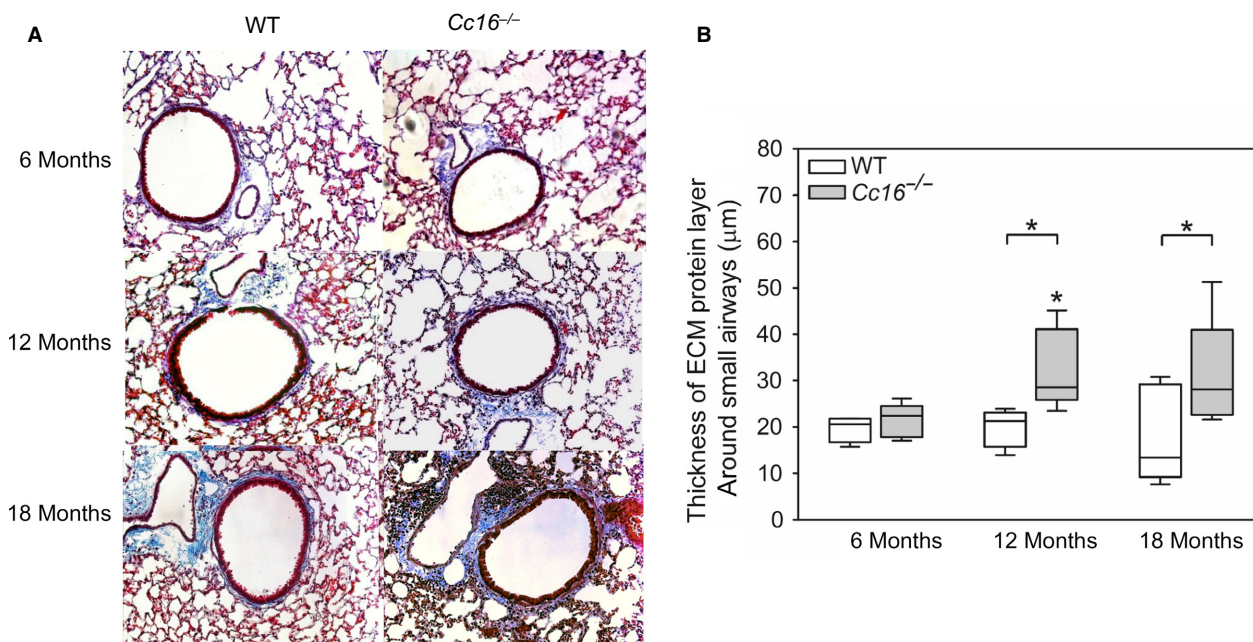 A
WT
Cc16–/–
6 Months
12 Months
18 Months
B
Thickness of ECM protein layer
Around small airways (μm)
80
70
60
50
40
30
20
10
0
WT
Cc16–/–
*
*
*
6 Months
12 Months
18 Months